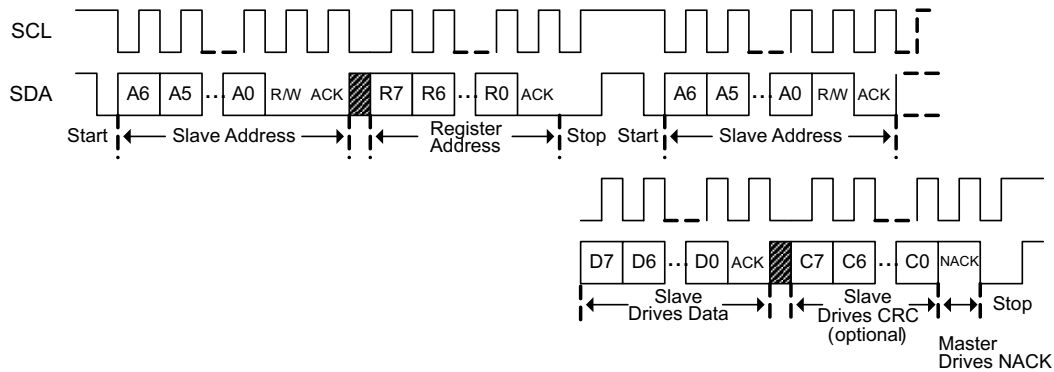 SCL
SDA
A6 A5 ... A0 R/W ACK R7 R6 ... R0 ACK A6 A5 ... A0 R/W ACK
Start Slave Address Register Address Stop Start Slave Address
D7 D6 ... D0 ACK C7 C6 ... C0 NACK
Slave Drives Data
Slave Drives CRC (optional)
Stop
Master Drives NACK